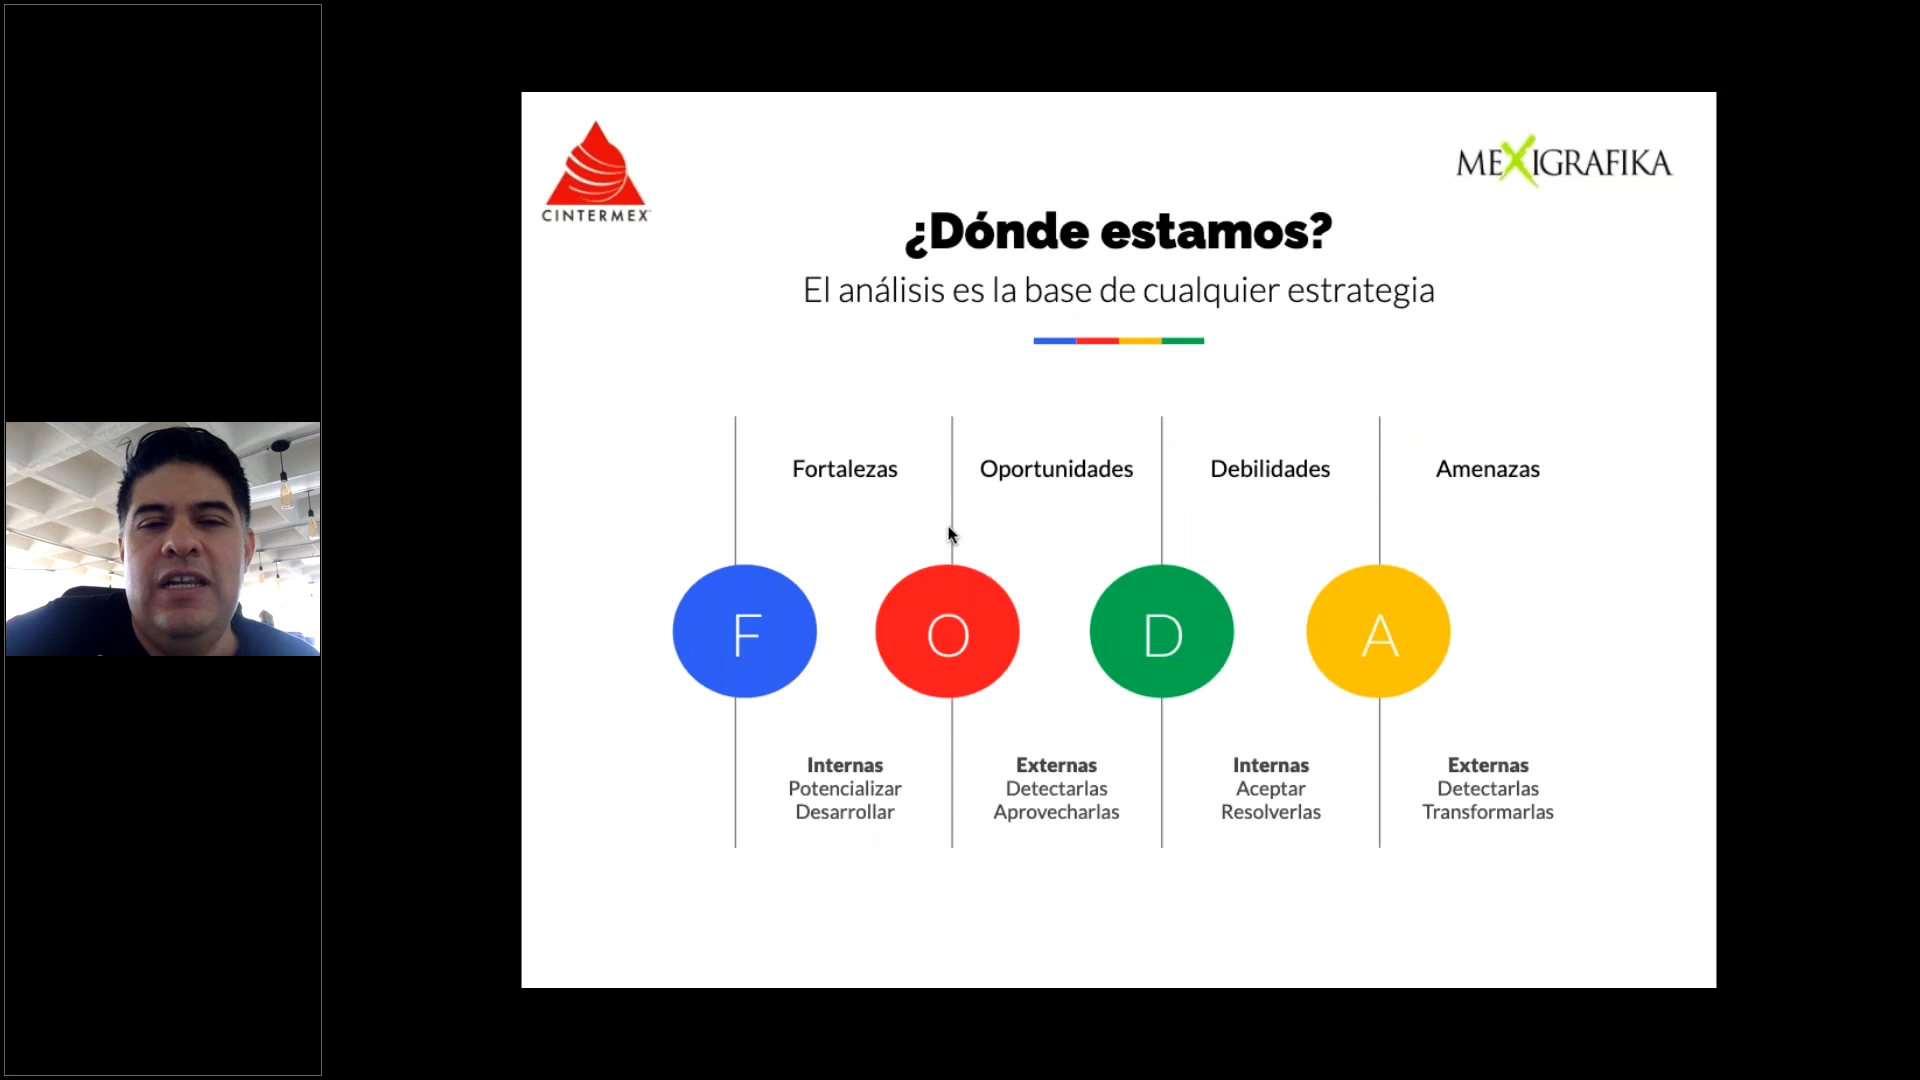 CINTERMEX
MEXIGRAFIKA
¿Dónde estamos?
El análisis es la base de cualquier estrategia
Fortalezas
Oportunidades
Debilidades
Amenazas
F
O
D
A
Internas
Potencializar
Desarrollar
Externas
Detectarlas
Aprovecharlas
Internas
Aceptar
Resolverlas
Externas
Detectarlas
Transformarlas